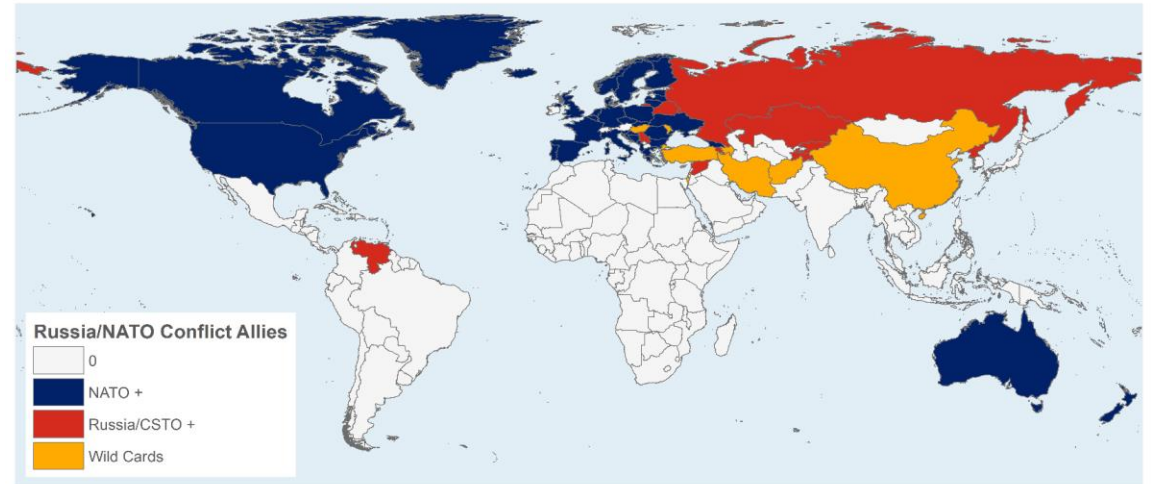 Russia/NATO Conflict Allies
0
NATO +
Russia/CSTO +
Wild Cards